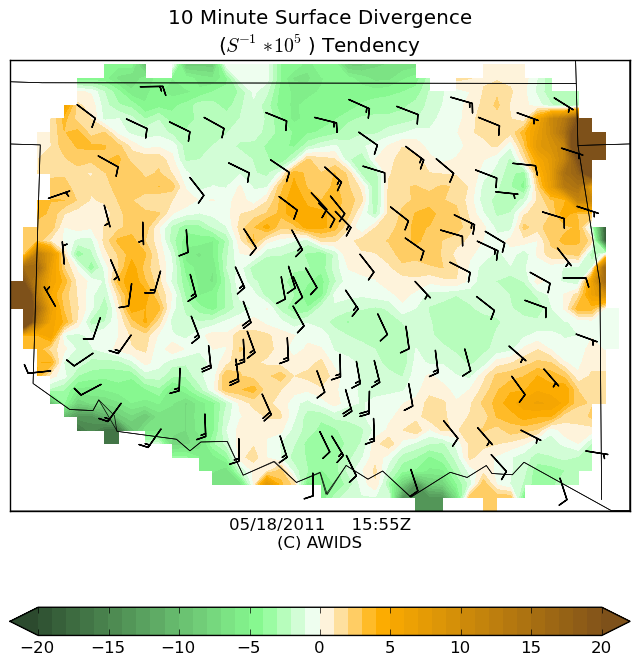 10 Minute Surface Divergence
(S⁻¹ *10⁵ ) Tendency
05/18/2011 15:55Z
(C) AWIDS
−20 −15 −10 −5 0 5 10 15 20